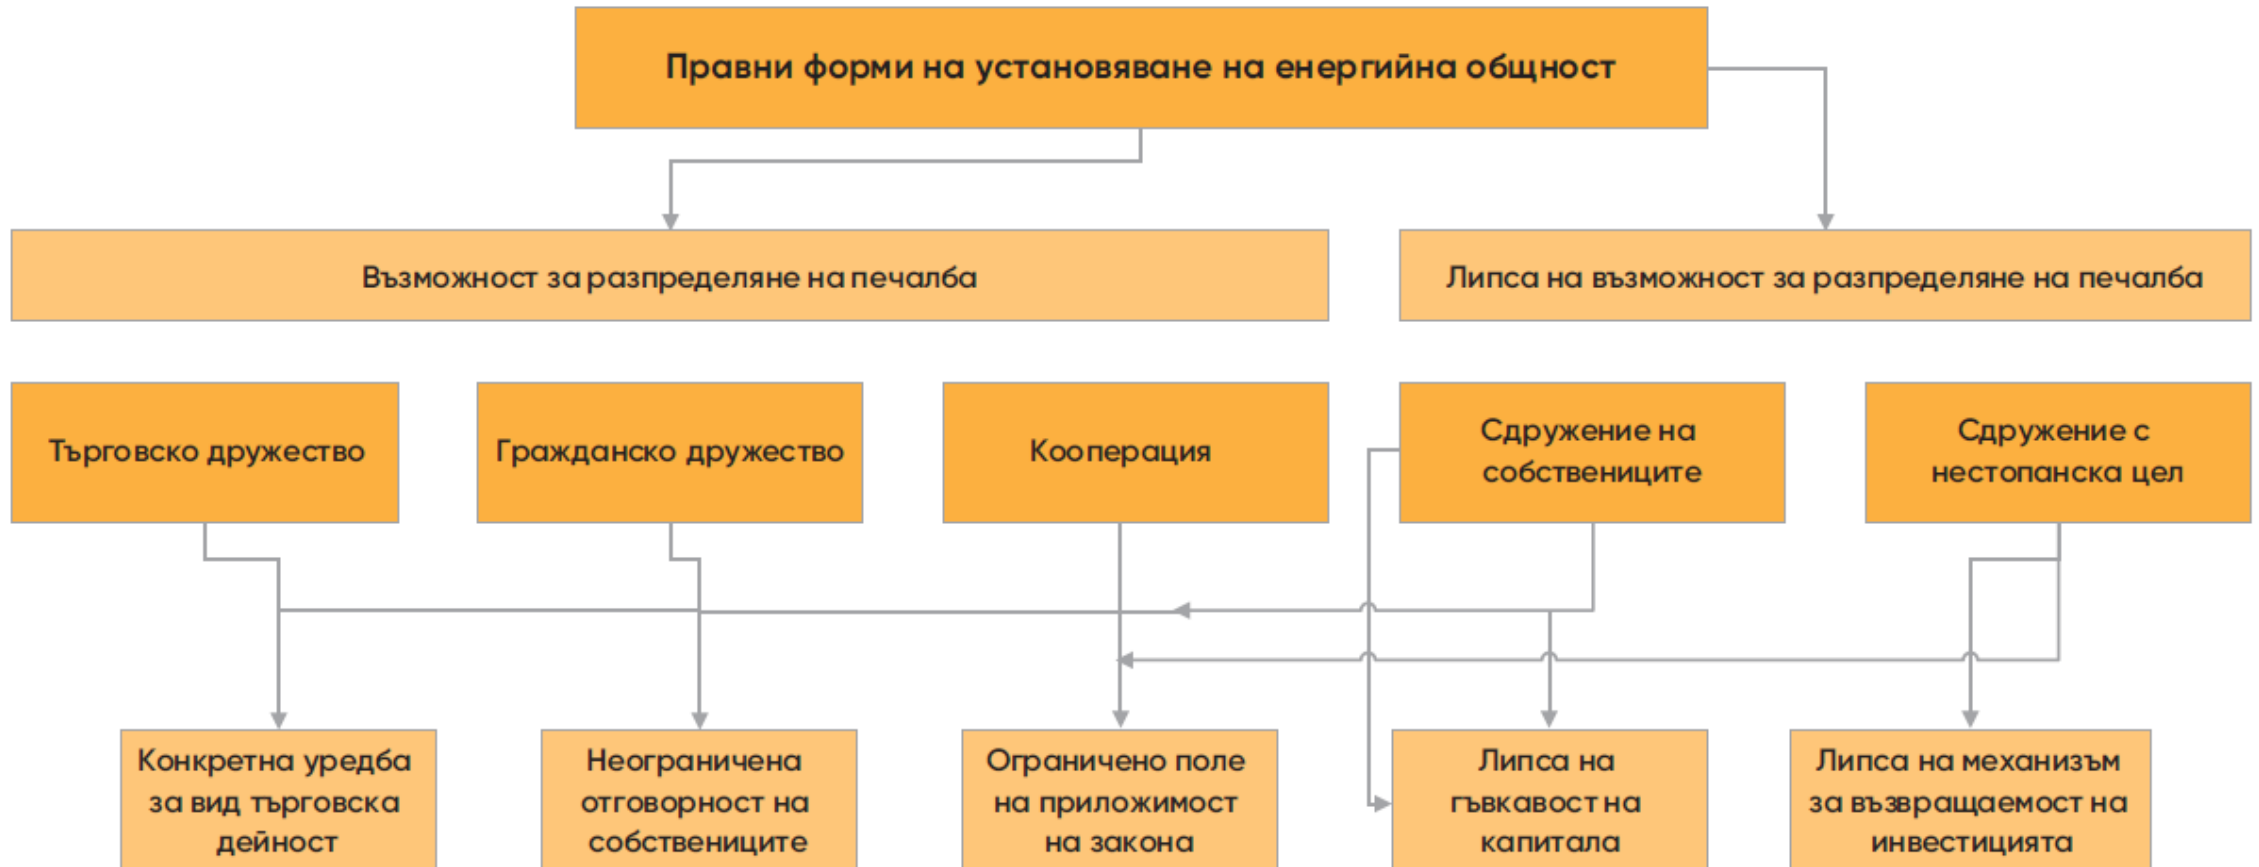 Правни форми на установяване на енергийна общност
Възможност за разпределяне на печалба
Липса на възможност за разпределяне на печалба
Търговско дружество
Гражданско дружество
Кооперация
Сдружение на
собствениците
Сдружение с
нестопанска цел
Конкретна уредба
за вид търговска
дейност
Неограничена
отговорност на
собствениците
Ограничено поле
на приложимост
на закона
Липса на
гъвкавост на
капитала
Липса на механизъм
за възвращаемост на
инвестицията